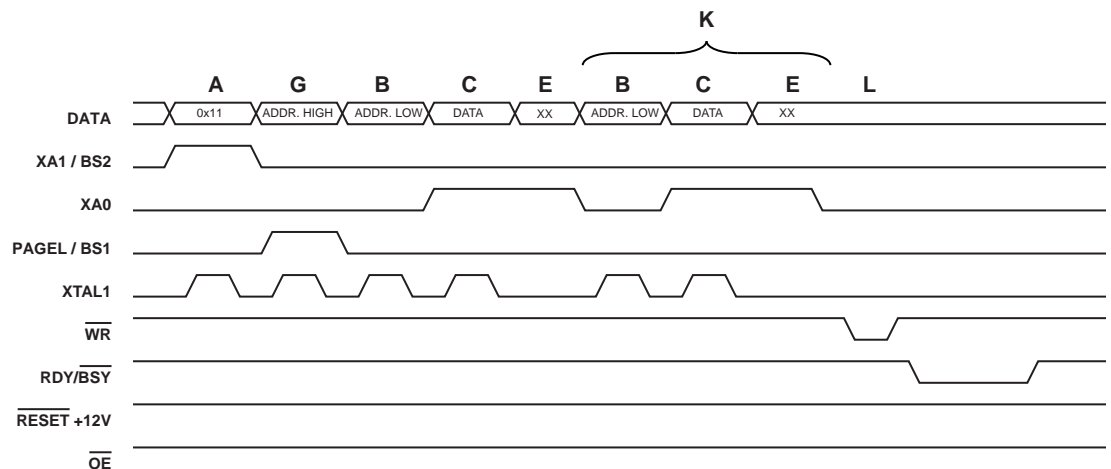 K
A G B C E B C E L
DATA 0x11 ADDR. HIGH ADDR. LOW DATA XX ADDR. LOW DATA XX
XA1 / BS2
XA0
PAGEL / BS1
XTAL1
WR
RDY/BSY
RESET +12V
OE